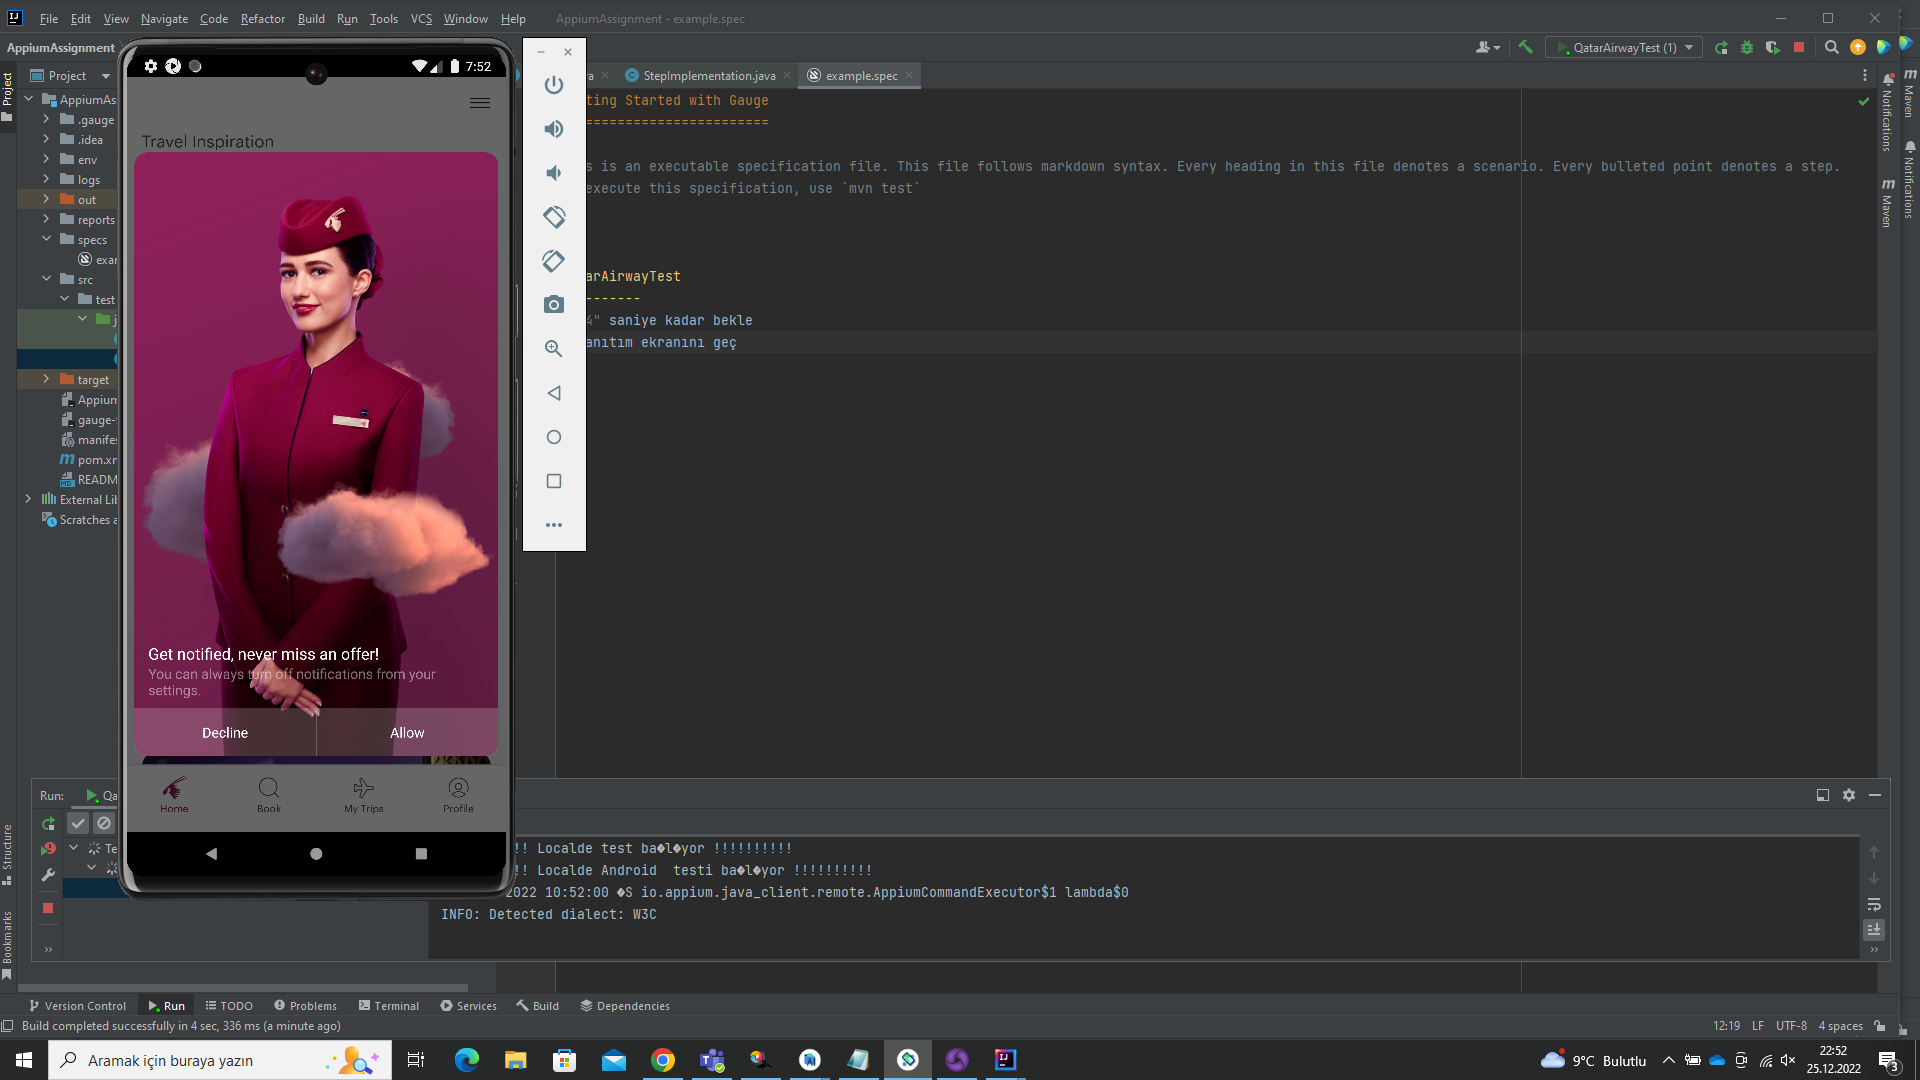 File Edit View Navigate Code Refactor Build Run Tools VCS Window Help AppiumAssignment - example.spec
AppiumAssignment
QatarAirwayTest (1)
Project
StepImplementation.java
example.spec
7:52
Travel Inspiration
Get notified, never miss an offer!
You can always turn off notifications from your
settings.
Decline Allow
Home Book My Trips Profile
Project
AppiumAs
.gauge
.idea
env
logs
out
reports
specs
exar
src
test
j
target
Appium
gauge-
manifes
pom.xr
READM
External Lib
Scratches a
ting Started with Gauge
=======================
s is an executable specification file. This file follows markdown syntax. Every heading in this file denotes a scenario. Every bulleted point denotes a step.
execute this specification, use `mvn test`
arAirwayTest
-------
4" saniye kadar bekle
anıtım ekranını geç
Notifications
Maven
Maven
Notifications
Structure
Bookmarks
Run: Qa
Te
!! Localde test ba�l�yor !!!!!!!!!!
!! Localde Android  testi ba�l�yor !!!!!!!!!!
2022 10:52:00 �S io.appium.java_client.remote.AppiumCommandExecutor$1 lambda$0
INFO: Detected dialect: W3C
Version Control Run TODO Problems Terminal Services Build Dependencies
Build completed successfully in 4 sec, 336 ms (a minute ago)
12:19 LF UTF-8 4 spaces
Aramak için buraya yazın
9°C Bulutlu
22:52
25.12.2022
3